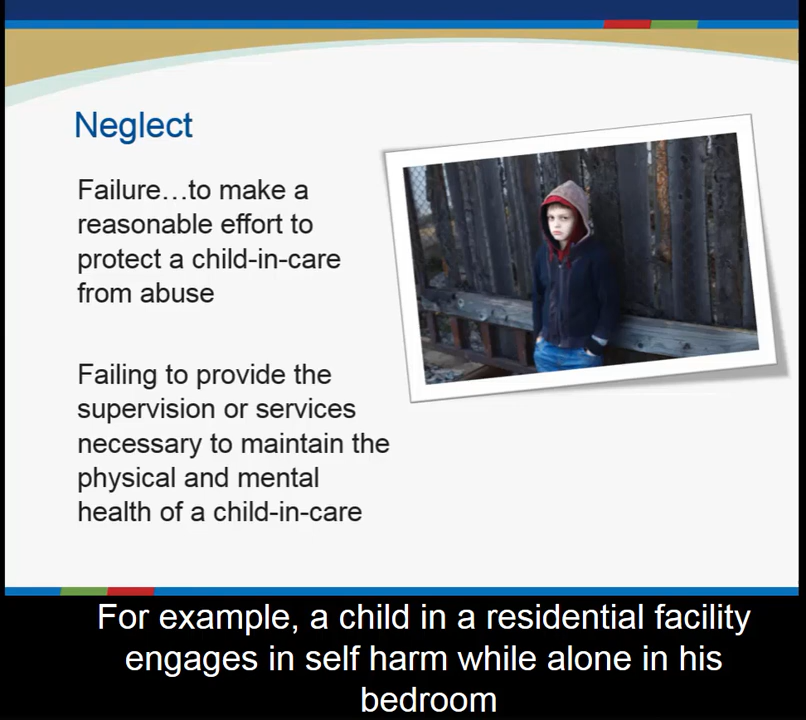 Neglect
Failure…to make a
reasonable effort to
protect a child-in-care
from abuse
Failing to provide the
supervision or services
necessary to maintain the
physical and mental
health of a child-in-care
For example, a child in a residential facility
engages in self harm while alone in his
bedroom